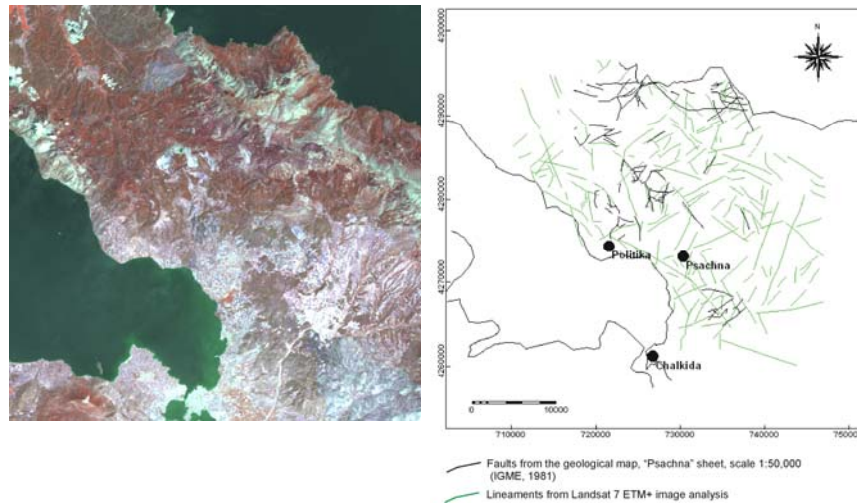 N
4300000
4290000
4280000
4270000
4260000
Politika
Psachna
Chalkida
10000
710000
720000
730000
740000
750000
Faults from the geological map, "Psachna" sheet, scale 1:50,000
(IGME, 1981)
Lineaments from Landsat 7 ETM+ image analysis